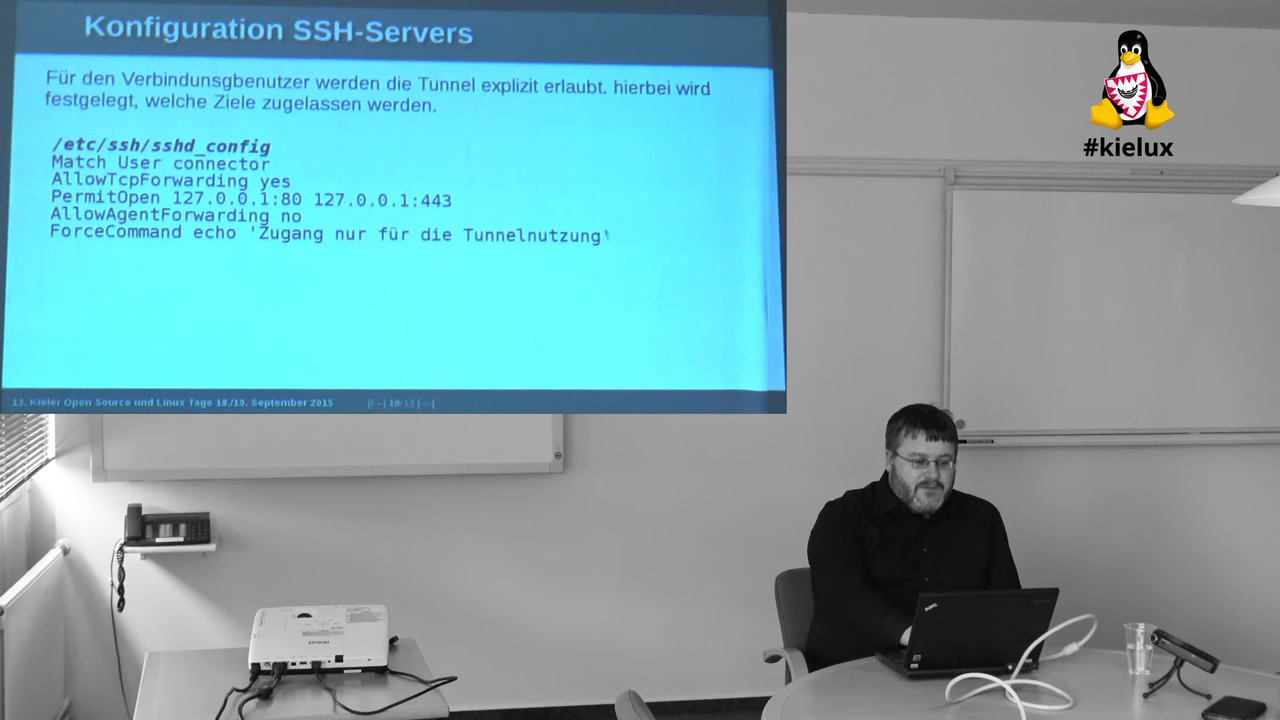 Konfiguration SSH-Servers
Für den Verbindunsgbenutzer werden die Tunnel explizit erlaubt. hierbei wird
festgelegt, welche Ziele zugelassen werden.
/etc/ssh/sshd_config
Match User connector
AllowTcpForwarding yes
PermitOpen 127.0.0.1:80 127.0.0.1:443
AllowAgentForwarding no
ForceCommand echo 'Zugang nur für die Tunnelnutzung'
13. Kieler Open Source und Linux Tage 18./19. September 2015
#kielux
EPSON